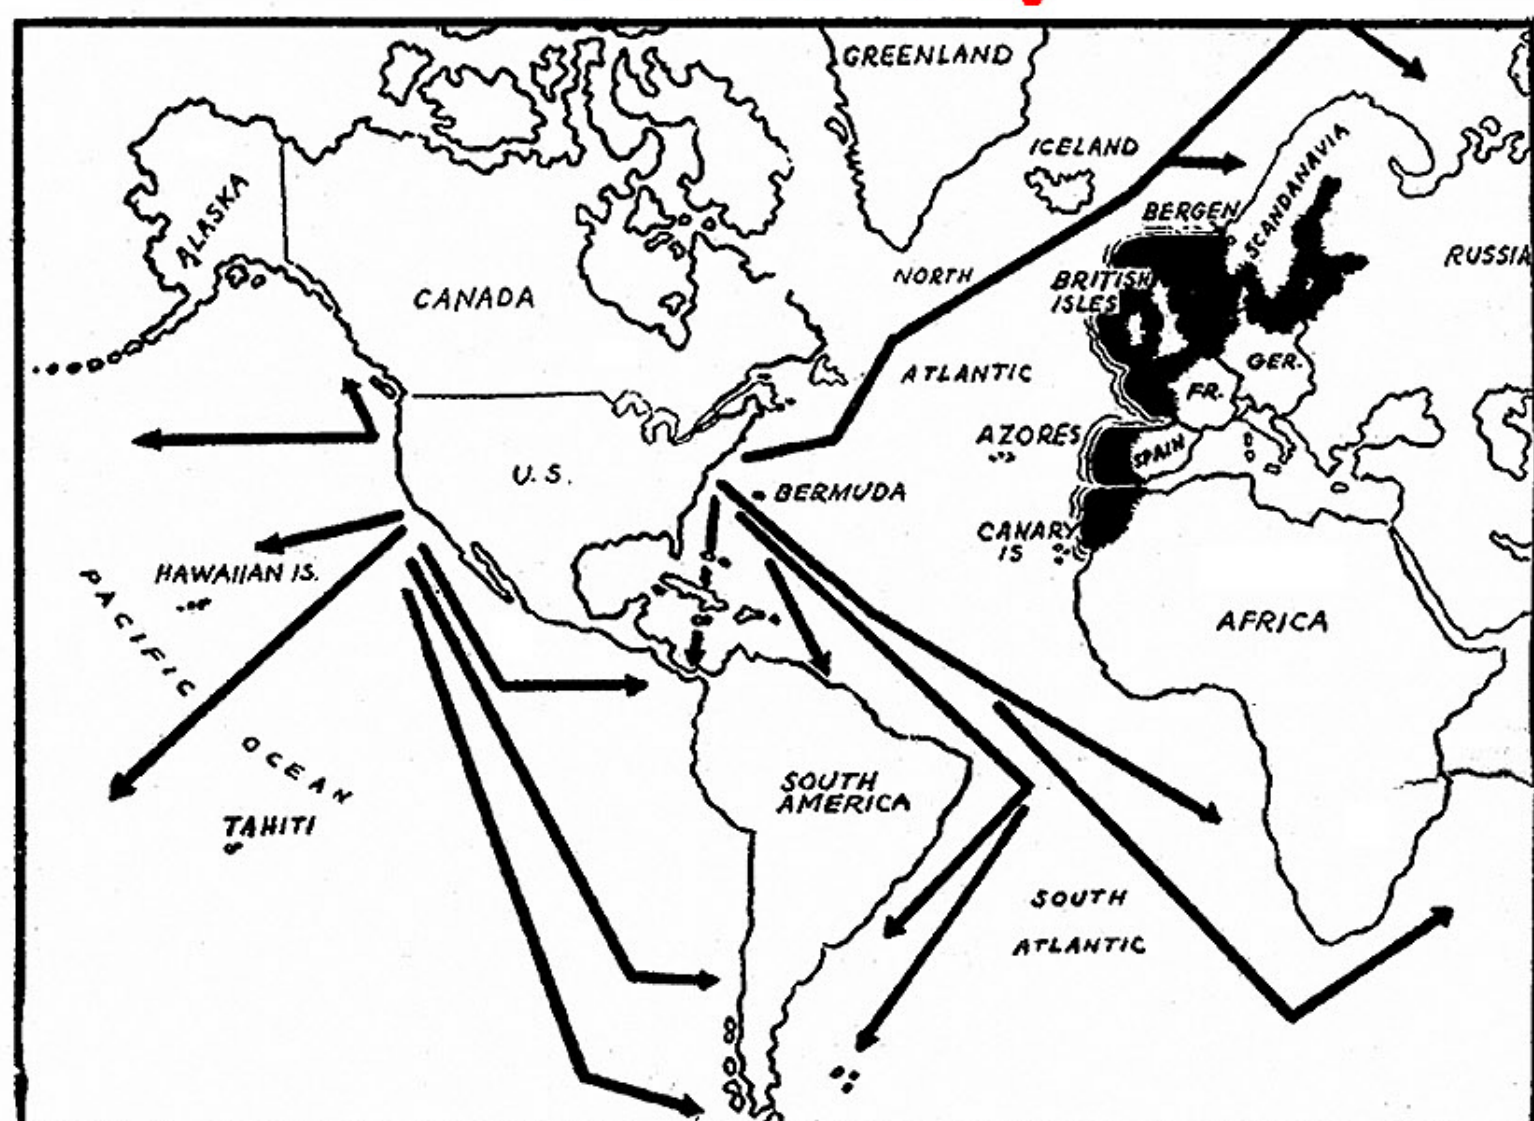 GREENLAND
ICELAND
SCANDANAVIA
ALASKA
BERGEN
RUSSIA
NORTH
BRITISH
ISLES
CANADA
ATLANTIC
GER.
FR.
AZORES
SPAIN
U.S.
BERMUDA
CANARY
IS
HAWAIIAN IS.
PACIFIC
OCEAN
AFRICA
SOUTH
AMERICA
TAHITI
SOUTH
ATLANTIC